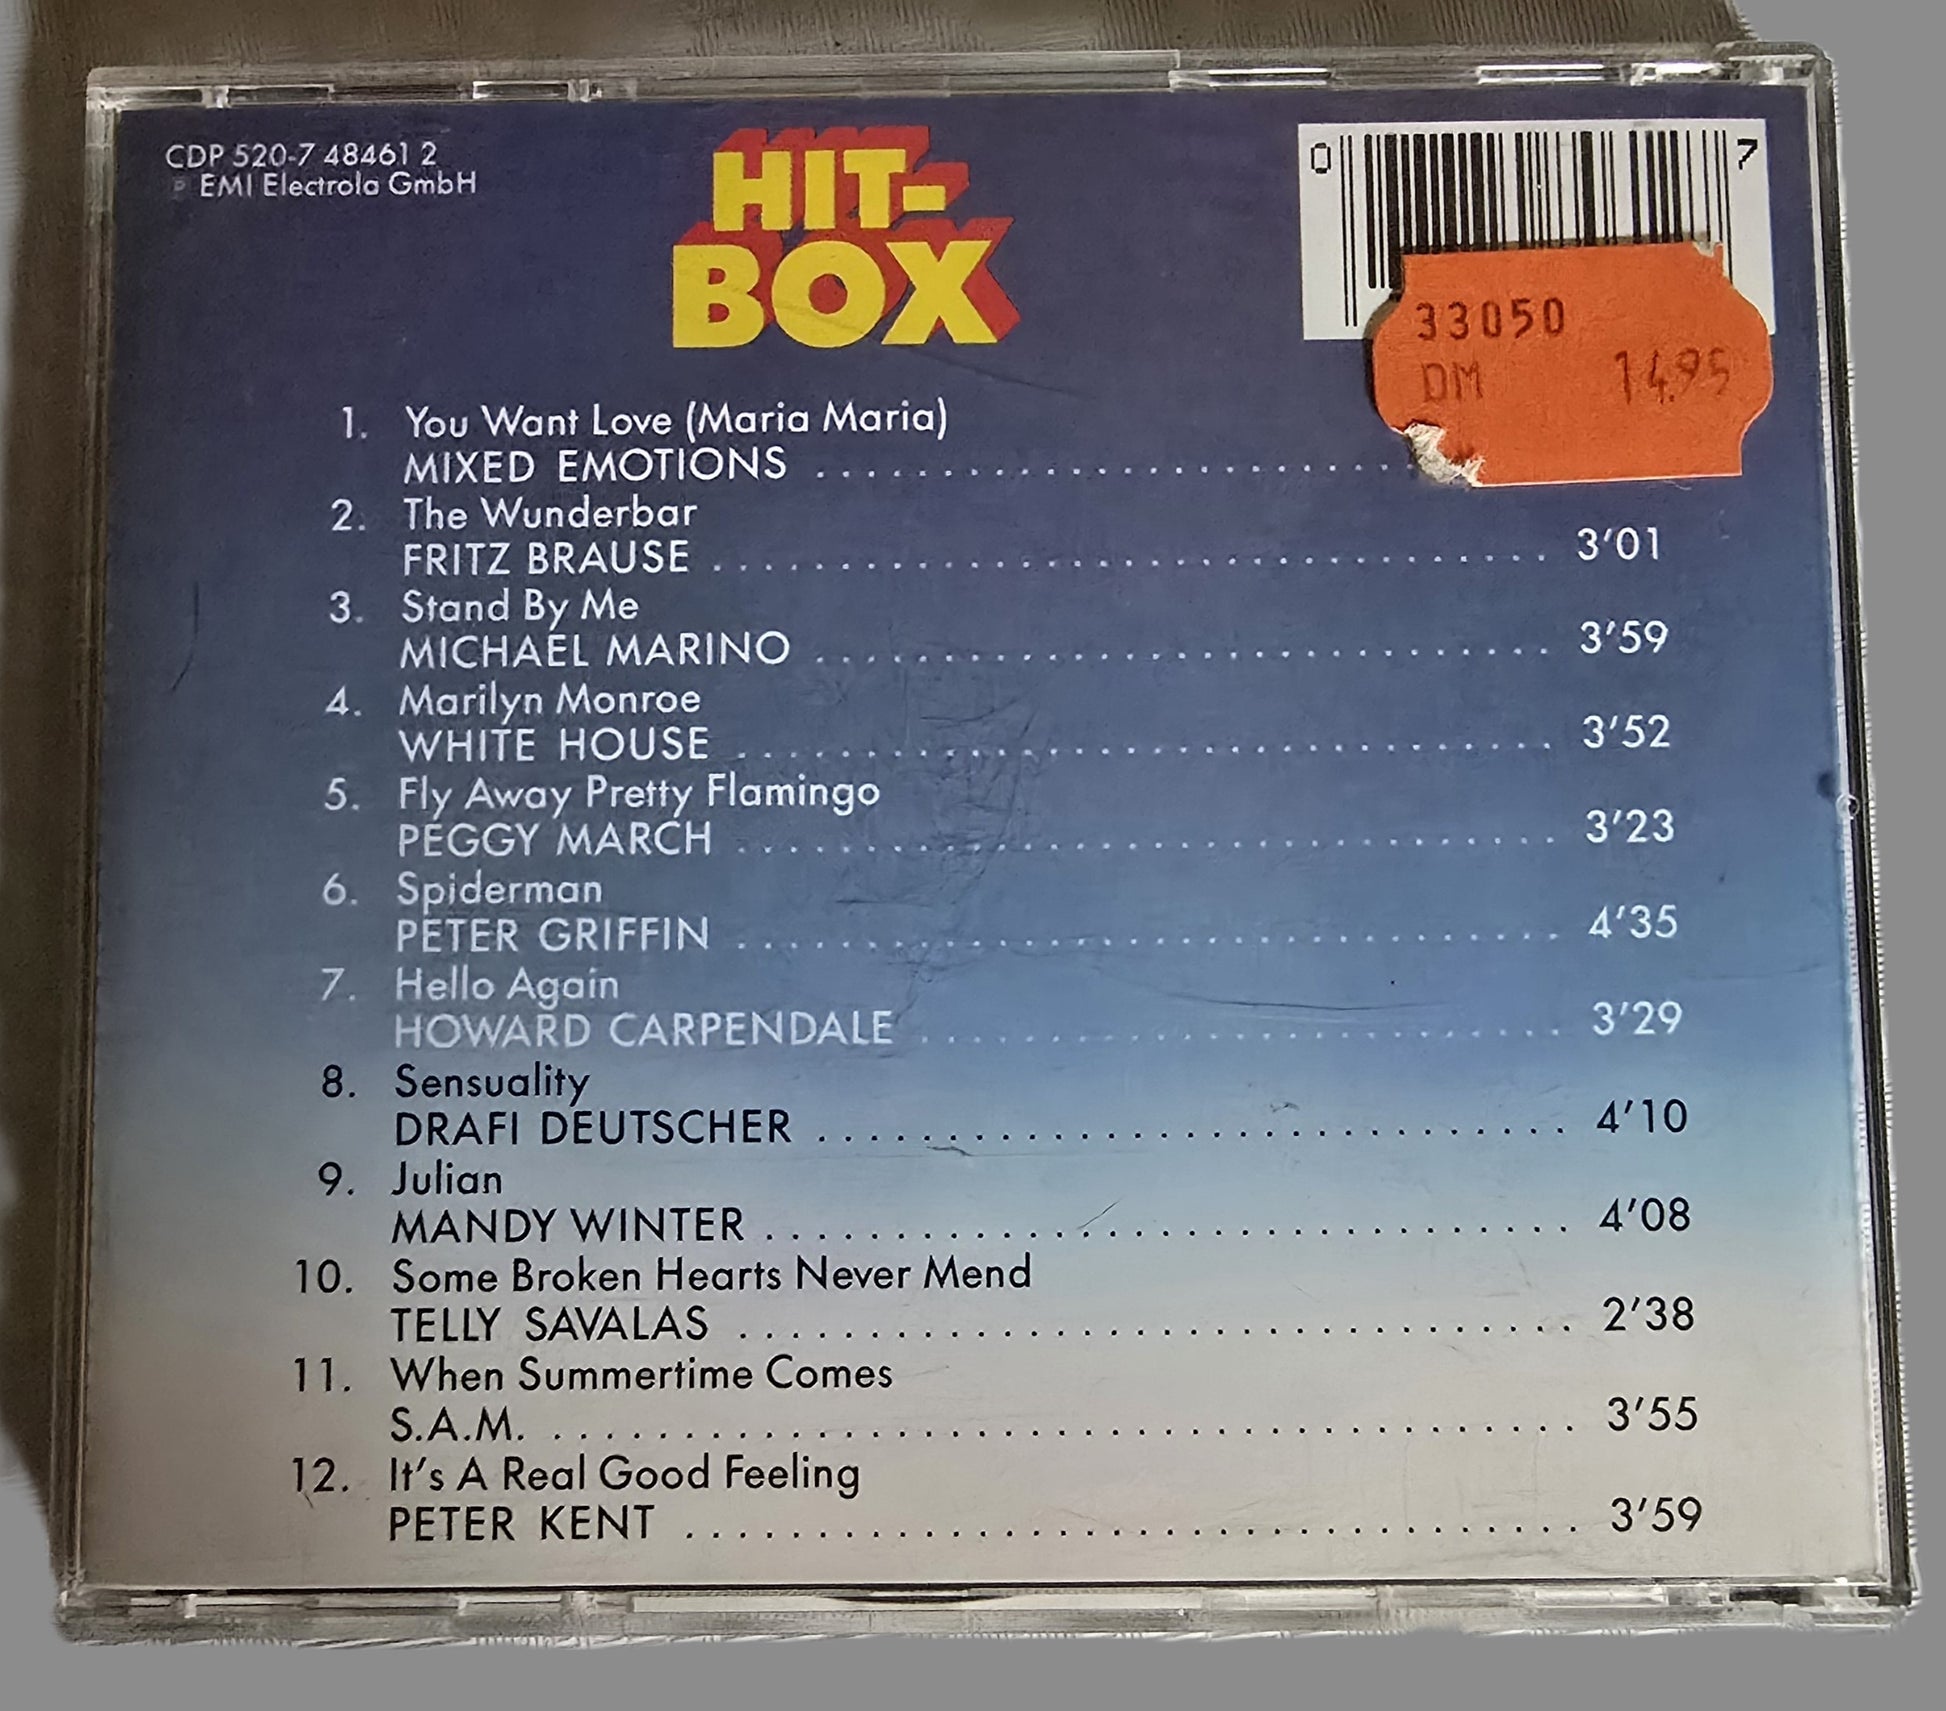 CDP 520-7 48461 2
℗ EMI Electrola GmbH
HIT-
BOX
0 7
33050
DM 14.95
1. You Want Love (Maria Maria)
MIXED EMOTIONS . . . . . . . . . . . . . . . . . . . . . . . .
2. The Wunderbar
FRITZ BRAUSE . . . . . . . . . . . . . . . . . . . . . . . . . . . 3'01
3. Stand By Me
MICHAEL MARINO . . . . . . . . . . . . . . . . . . . . . . . . 3'59
4. Marilyn Monroe
WHITE HOUSE . . . . . . . . . . . . . . . . . . . . . . . . . . . 3'52
5. Fly Away Pretty Flamingo
PEGGY MARCH . . . . . . . . . . . . . . . . . . . . . . . . . . . 3'23
6. Spiderman
PETER GRIFFIN . . . . . . . . . . . . . . . . . . . . . . . . . . . 4'35
7. Hello Again
HOWARD CARPENDALE . . . . . . . . . . . . . . . . . . . . . 3'29
8. Sensuality
DRAFI DEUTSCHER . . . . . . . . . . . . . . . . . . . . . . . . 4'10
9. Julian
MANDY WINTER . . . . . . . . . . . . . . . . . . . . . . . . . . 4'08
10. Some Broken Hearts Never Mend
TELLY SAVALAS . . . . . . . . . . . . . . . . . . . . . . . . . . . 2'38
11. When Summertime Comes
S.A.M. . . . . . . . . . . . . . . . . . . . . . . . . . . . . . . . . 3'55
12. It's A Real Good Feeling
PETER KENT . . . . . . . . . . . . . . . . . . . . . . . . . . . . . 3'59